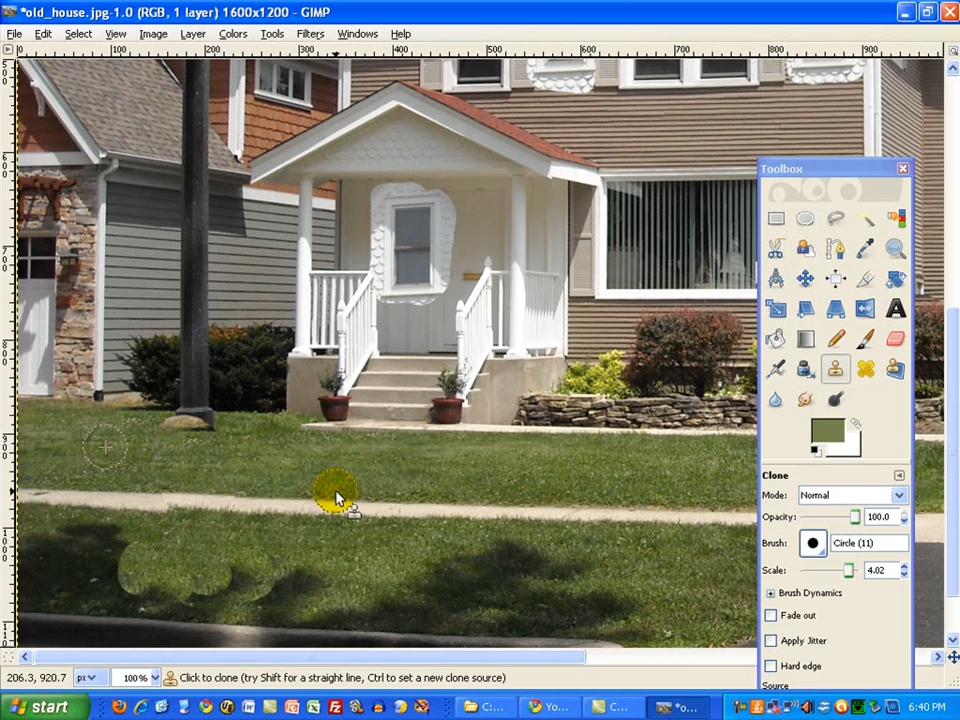 *old_house.jpg-1.0 (RGB, 1 layer) 1600x1200 - GIMP
File Edit Select View Image Layer Colors Tools Filters Windows Help
100 200 300 400 500 600 700 800 900
Toolbox
Clone
Mode: Normal
Opacity: 100.0
Brush: Circle (11)
Scale: 4.02
Brush Dynamics
Fade out
Apply Jitter
Hard edge
Source
206.3, 920.7 px 100% Click to clone (try Shift for a straight line, Ctrl to set a new clone source)
start C:... Yo... C... *o... 6:40 PM